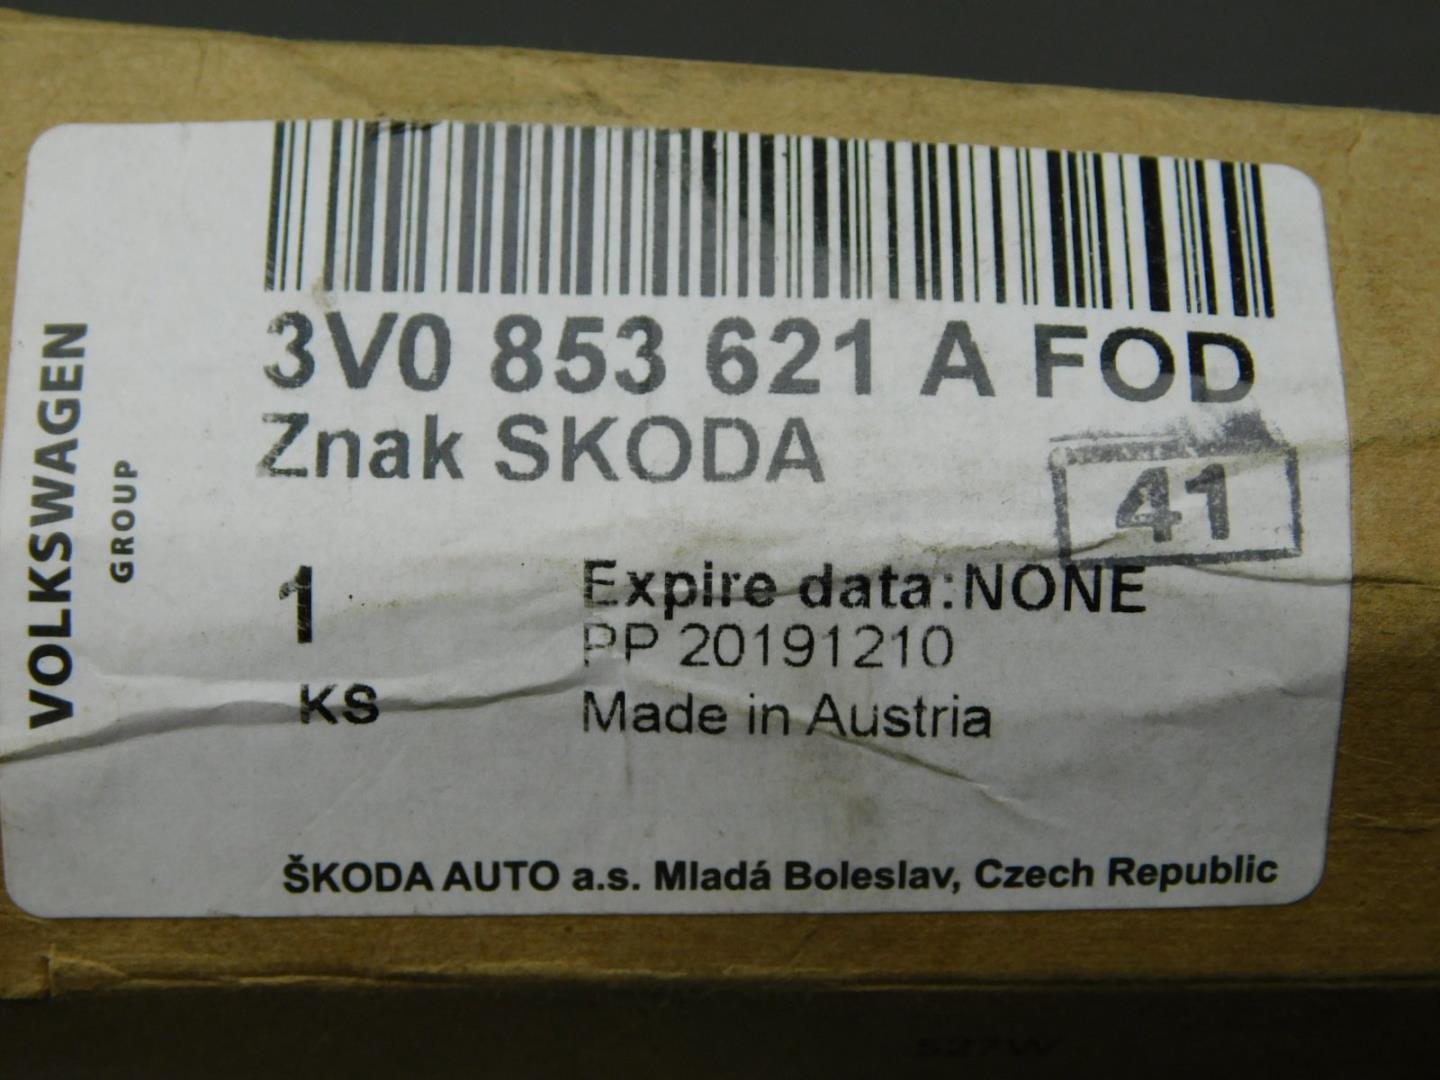 VOLKSWAGEN
GROUP
3V0 853 621 A FOD
Znak SKODA
41
1
KS
Expire data:NONE
PP 20191210
Made in Austria
ŠKODA AUTO a.s. Mladá Boleslav, Czech Republic